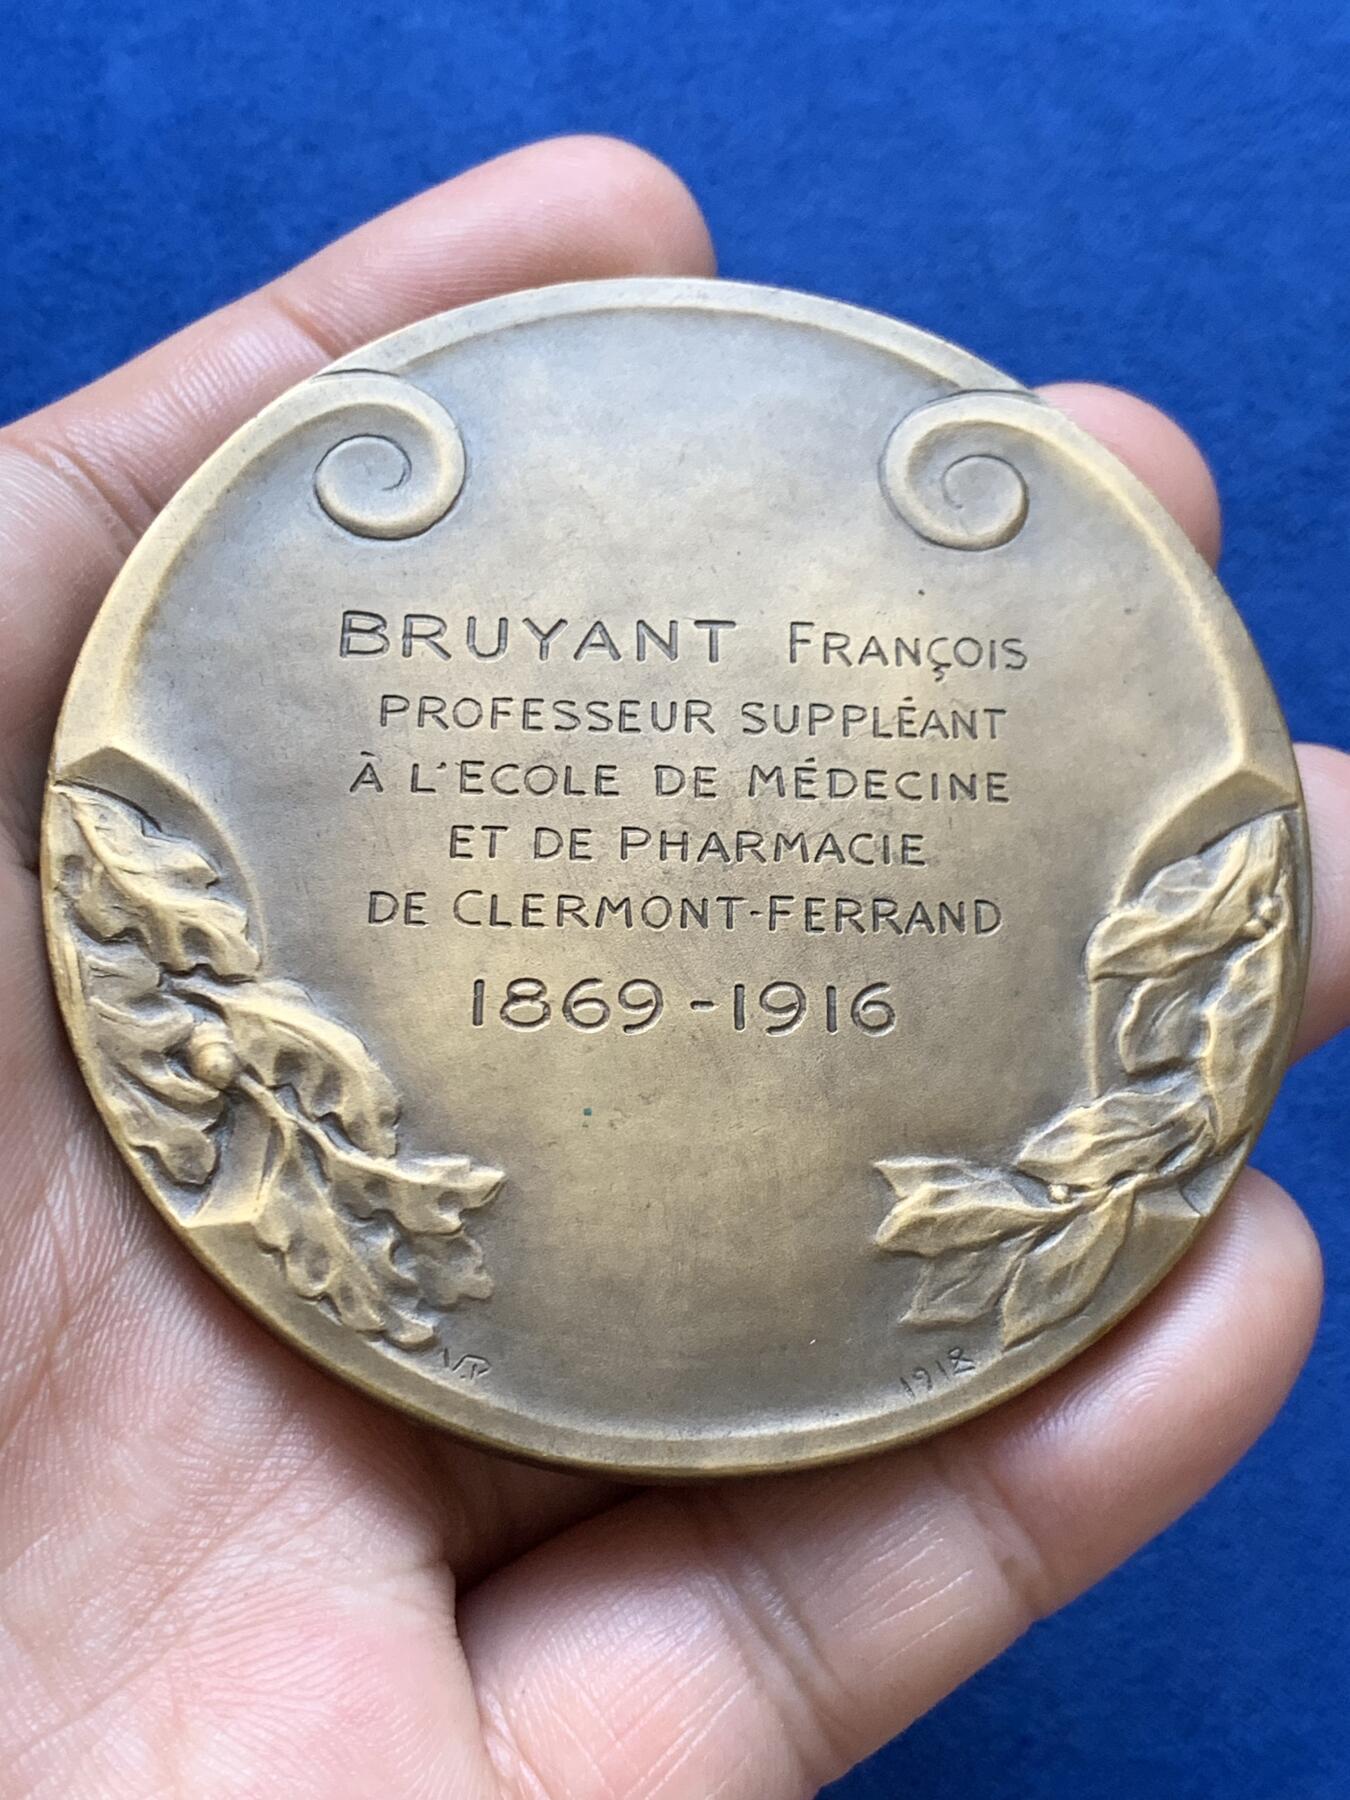 BRUYANT FRANÇOIS
PROFESSEUR SUPPLÉANT
À L'ECOLE DE MÉDECINE
ET DE PHARMACIE
DE CLERMONT-FERRAND
1869-1916
1918